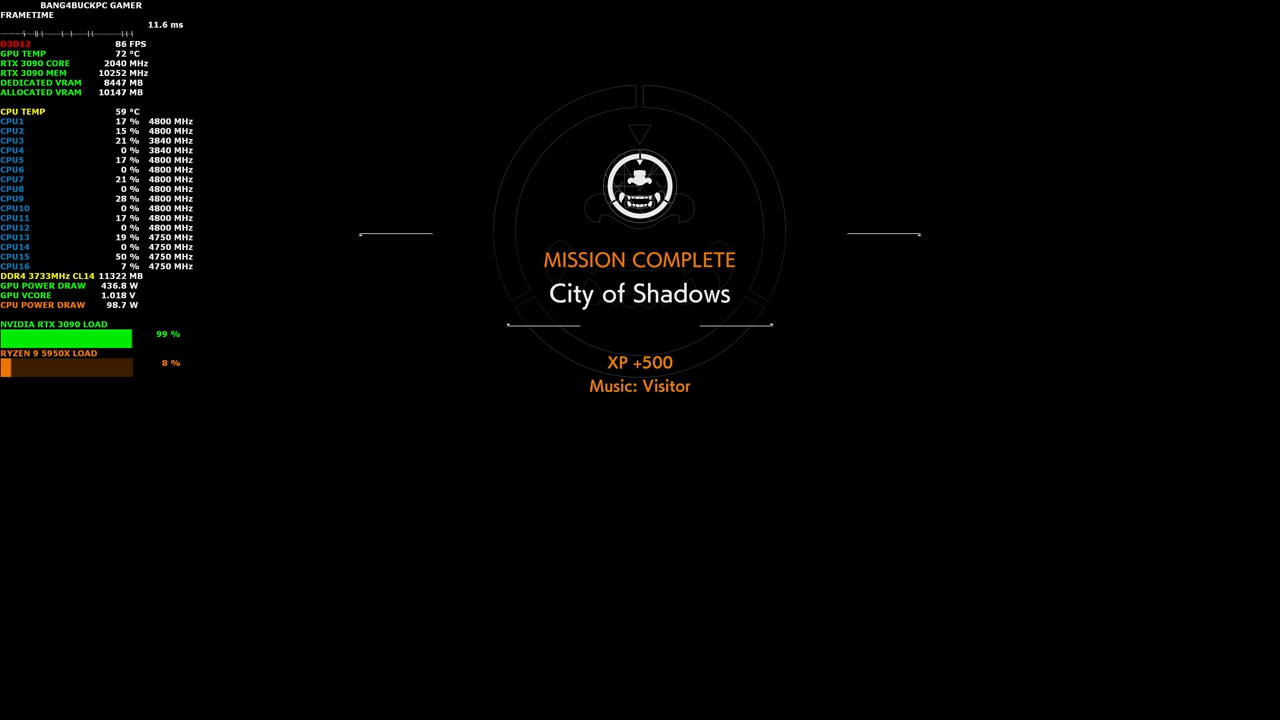 BANG4BUCKPC GAMER
FRAMETIME
11.6 ms
D3D12 86 FPS
GPU TEMP 72 °C
RTX 3090 CORE 2040 MHz
RTX 3090 MEM 10252 MHz
DEDICATED VRAM 8447 MB
ALLOCATED VRAM 10147 MB
CPU TEMP 59 °C
CPU1 17 % 4800 MHz
CPU2 15 % 4800 MHz
CPU3 21 % 3840 MHz
CPU4 0 % 3840 MHz
CPU5 17 % 4800 MHz
CPU6 0 % 4800 MHz
CPU7 21 % 4800 MHz
CPU8 0 % 4800 MHz
CPU9 28 % 4800 MHz
CPU10 0 % 4800 MHz
CPU11 17 % 4800 MHz
CPU12 0 % 4800 MHz
CPU13 19 % 4750 MHz
CPU14 0 % 4750 MHz
CPU15 50 % 4750 MHz
CPU16 7 % 4750 MHz
DDR4 3733MHz CL14 11322 MB
GPU POWER DRAW 436.8 W
GPU VCORE 1.018 V
CPU POWER DRAW 98.7 W
NVIDIA RTX 3090 LOAD
99 %
RYZEN 9 5950X LOAD
8 %
MISSION COMPLETE
City of Shadows
XP +500
Music: Visitor